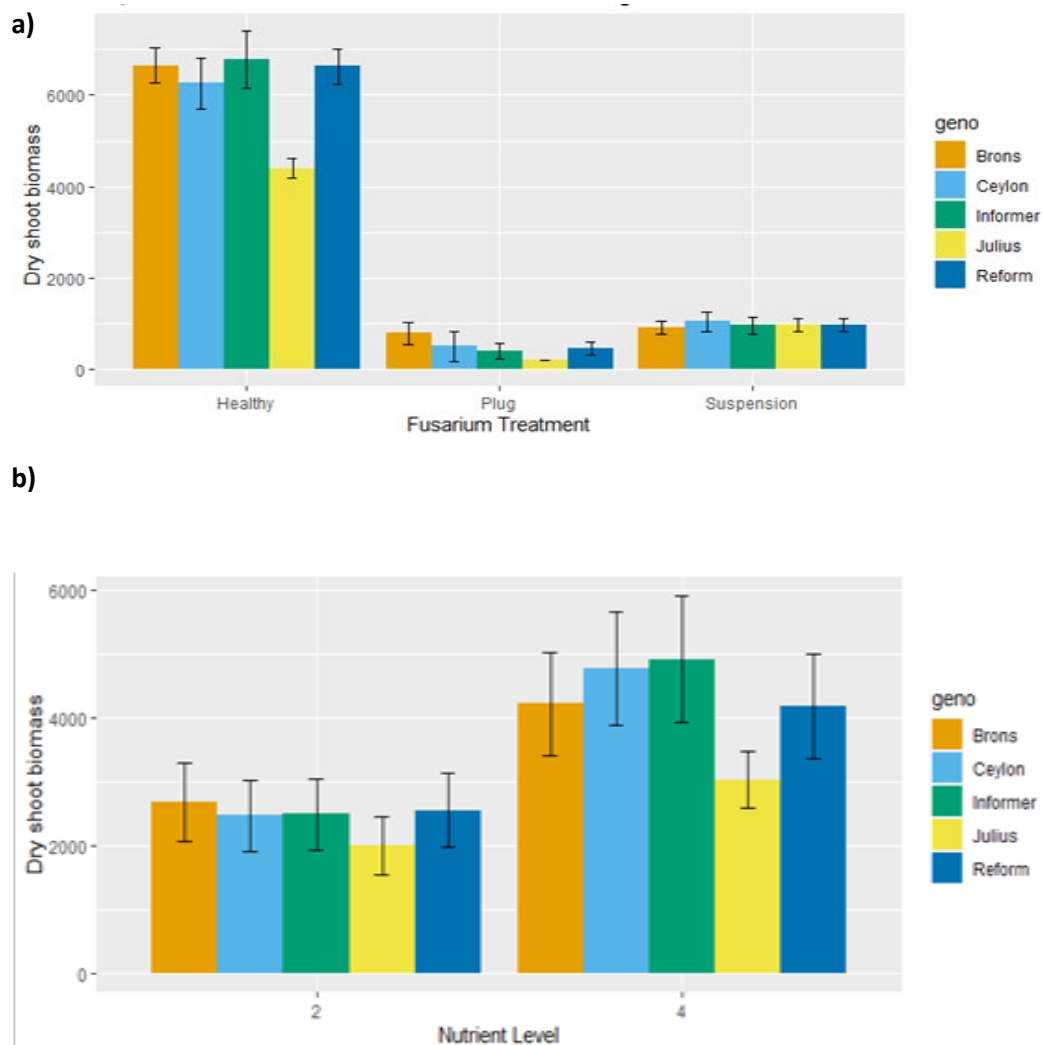 a)
6000
4000
2000
0
Dry shoot biomass
Healthy Plug Suspension
Fusarium Treatment
geno
Brons
Ceylon
Informer
Julius
Reform
b)
6000
4000
2000
0
Dry shoot biomass
2 4
Nutrient Level
geno
Brons
Ceylon
Informer
Julius
Reform